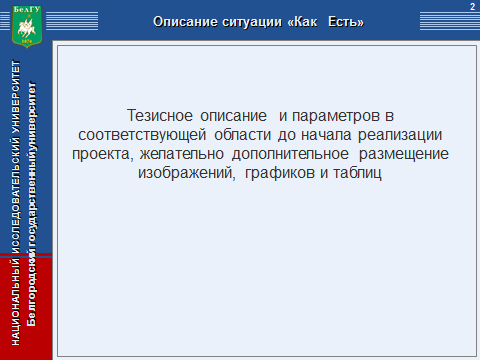 БелГУ
1876
Описание ситуации «Как Есть»
2
НАЦИОНАЛЬНЫЙ ИССЛЕДОВАТЕЛЬСКИЙ УНИВЕРСИТЕТ
Белгородский государственный университет
Тезисное описание и параметров в
соответствующей области до начала реализации
проекта, желательно дополнительное размещение
изображений, графиков и таблиц